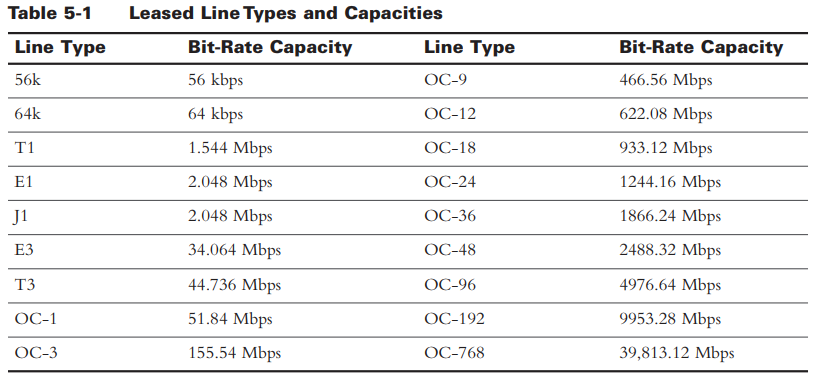 Table 5-1 Leased Line Types and Capacities
Line Type Bit-Rate Capacity Line Type Bit-Rate Capacity
56k 56 kbps OC-9 466.56 Mbps
64k 64 kbps OC-12 622.08 Mbps
T1 1.544 Mbps OC-18 933.12 Mbps
E1 2.048 Mbps OC-24 1244.16 Mbps
J1 2.048 Mbps OC-36 1866.24 Mbps
E3 34.064 Mbps OC-48 2488.32 Mbps
T3 44.736 Mbps OC-96 4976.64 Mbps
OC-1 51.84 Mbps OC-192 9953.28 Mbps
OC-3 155.54 Mbps OC-768 39,813.12 Mbps